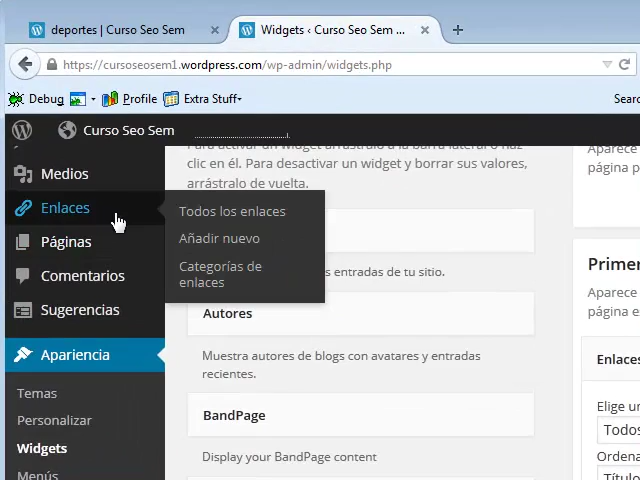 deportes | Curso Seo Sem
Widgets ‹ Curso Seo Sem ...
https://cursoseosem1.wordpress.com/wp-admin/widgets.php
Debug
Profile
Extra Stuff
Sear
Curso Seo Sem
Para activar un widget arrástralo a la barra lateral o haz
clic en él. Para desactivar un widget y borrar sus valores,
arrástralo de vuelta.
Medios
Enlaces
Páginas
Comentarios
Sugerencias
Apariencia
Temas
Personalizar
Widgets
Menús
Todos los enlaces
Añadir nuevo
Categorías de
enlaces
s entradas de tu sitio.
Autores
Muestra autores de blogs con avatares y entradas
recientes.
BandPage
Display your BandPage content
Aparece
página p
Primer
Aparece
página e
Enlaces
Elige un
Todos
Ordena
Título